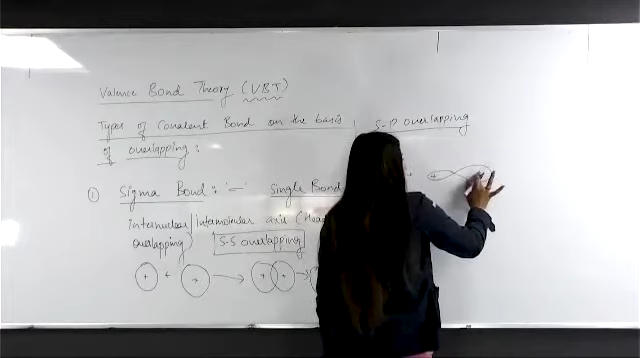 Valence Bond Theory (VBT)
Types of Covalent Bond on the basis
of overlapping :
① Sigma Bond : - Single Bond
internuclear / intermolecular axis (Head
overlapping)
S-S overlapping
+ + + +
S-P overlapping
+